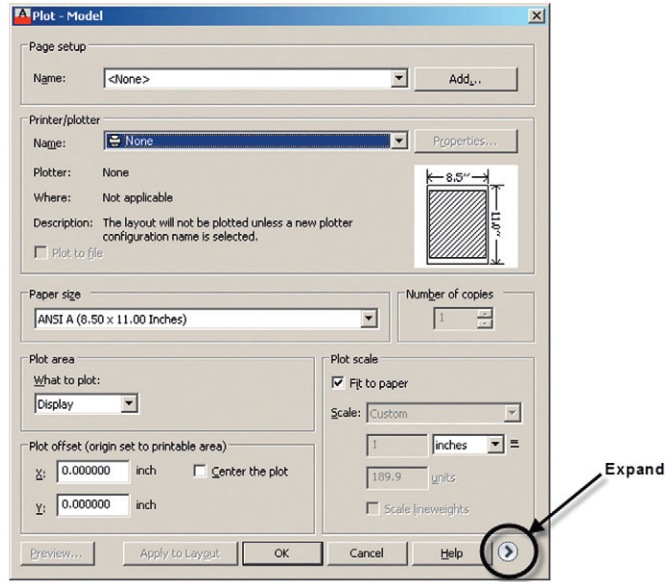 Plot - Model
Page setup
Name:
<None>
Add...
Printer/plotter
Name:
None
Properties...
Plotter:
None
Where:
Not applicable
Description:
The layout will not be plotted unless a new plotter
configuration name is selected.
Plot to file
8.5″
11.0″
Paper size
ANSI A (8.50 x 11.00 Inches)
Number of copies
1
Plot area
What to plot:
Display
Plot scale
Fit to paper
Scale:
Custom
1
inches
=
189.9
units
Scale lineweights
Plot offset (origin set to printable area)
X:
0.000000
inch
Center the plot
Y:
0.000000
inch
Expand
Preview...
Apply to Layout
OK
Cancel
Help